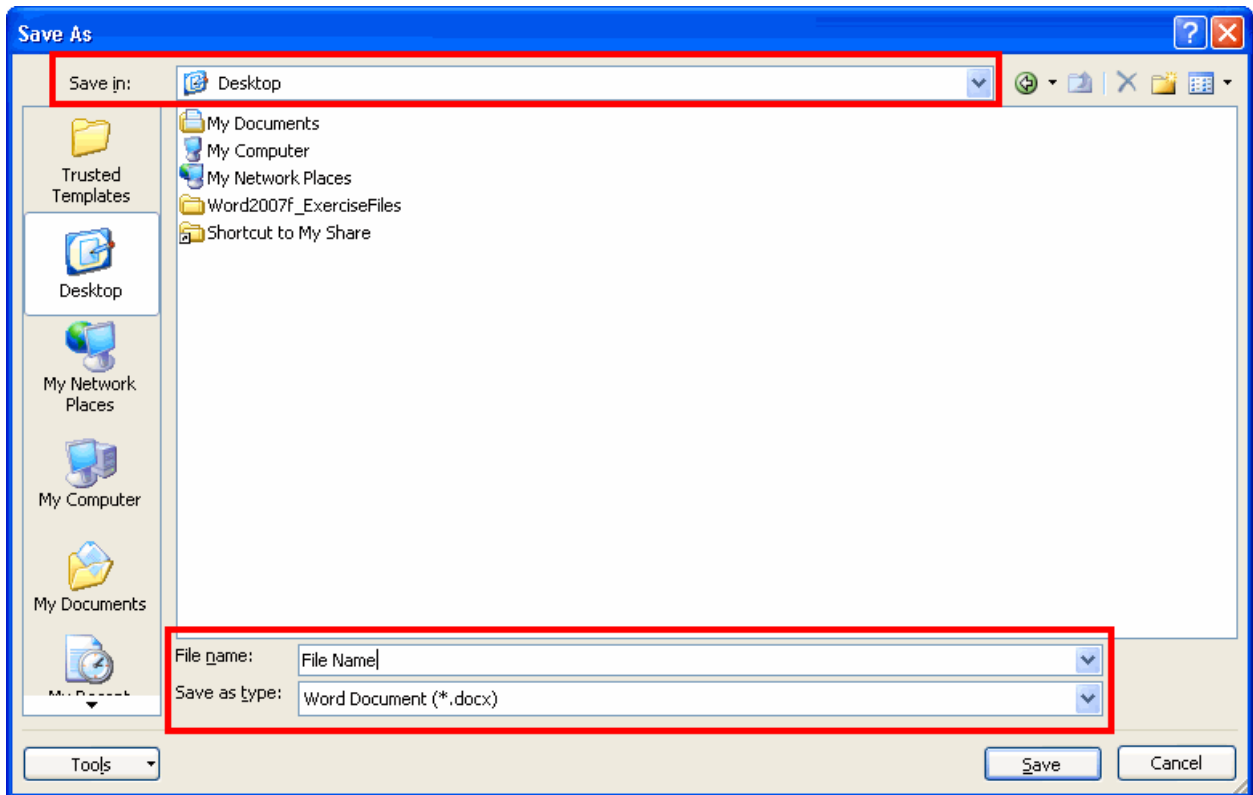 Save As
Save in:
Desktop
Trusted
Templates
Desktop
My Network
Places
My Computer
My Documents
My Recent
My Documents
My Computer
My Network Places
Word2007f_ExerciseFiles
Shortcut to My Share
File name:
File Name
Save as type:
Word Document (*.docx)
Tools
Save
Cancel